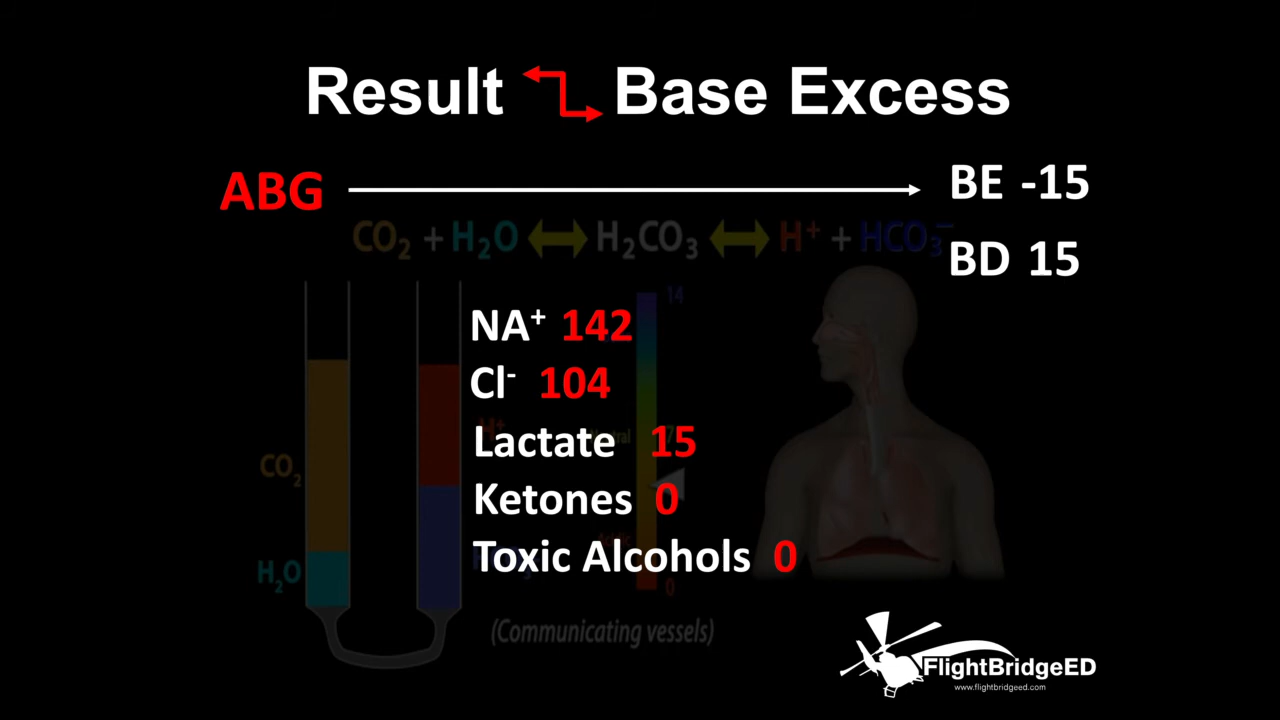 Result Base Excess
ABG BE -15
CO₂ + H₂O H₂CO₃ H⁺ + HCO₃⁻
BD 15
14
NA⁺ 142
Cl⁻ 104
Lactate 15
CO₂
Ketones 0
Toxic Alcohols 0
H₂O
0
(Communicating vessels)
FlightBridgeED
www.flightbridgeed.com